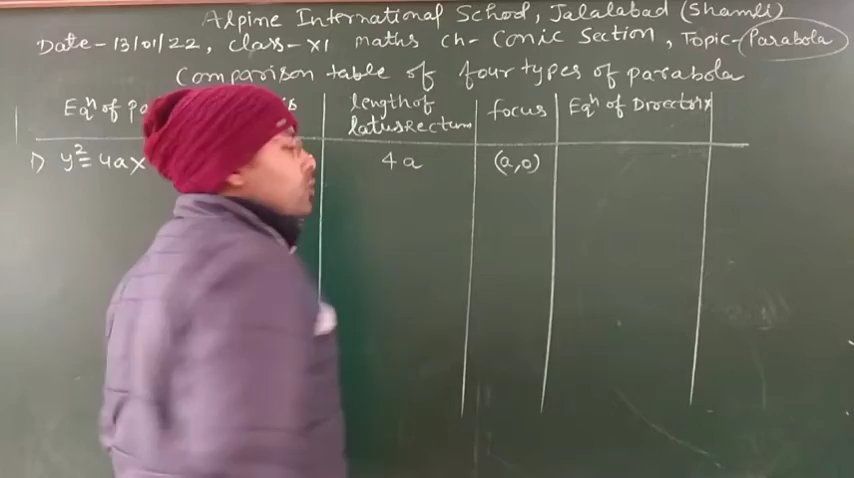 Alpine International School, Jalalabad (Shamli)
Date-13/01/22, class-XI maths ch-Conic Section, Topic-Parabola
Comparison table of four types of parabola
Eqn of Pa length of latus Rectum focus Eqn of Directrix
1) y²=4ax 4a (a,0)